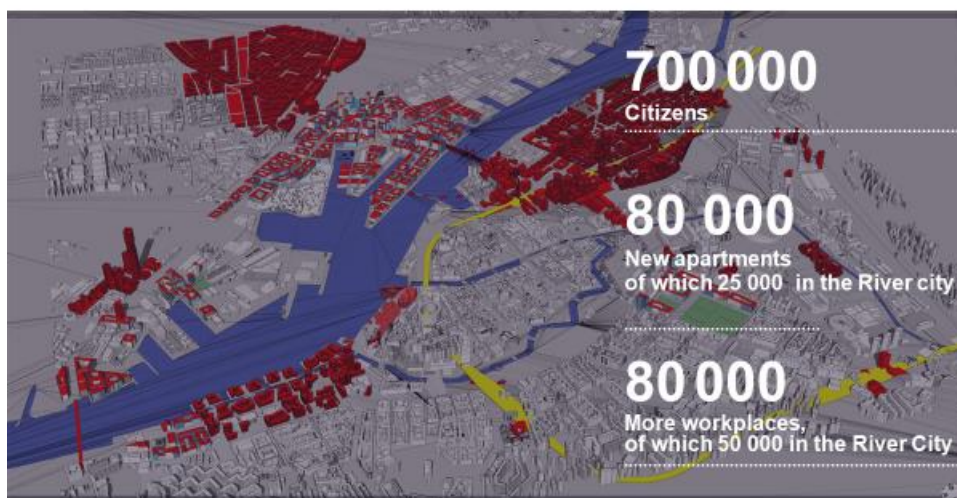 700 000
Citizens
80 000
New apartments
of which 25 000 in the River city
80 000
More workplaces,
of which 50 000 in the River City